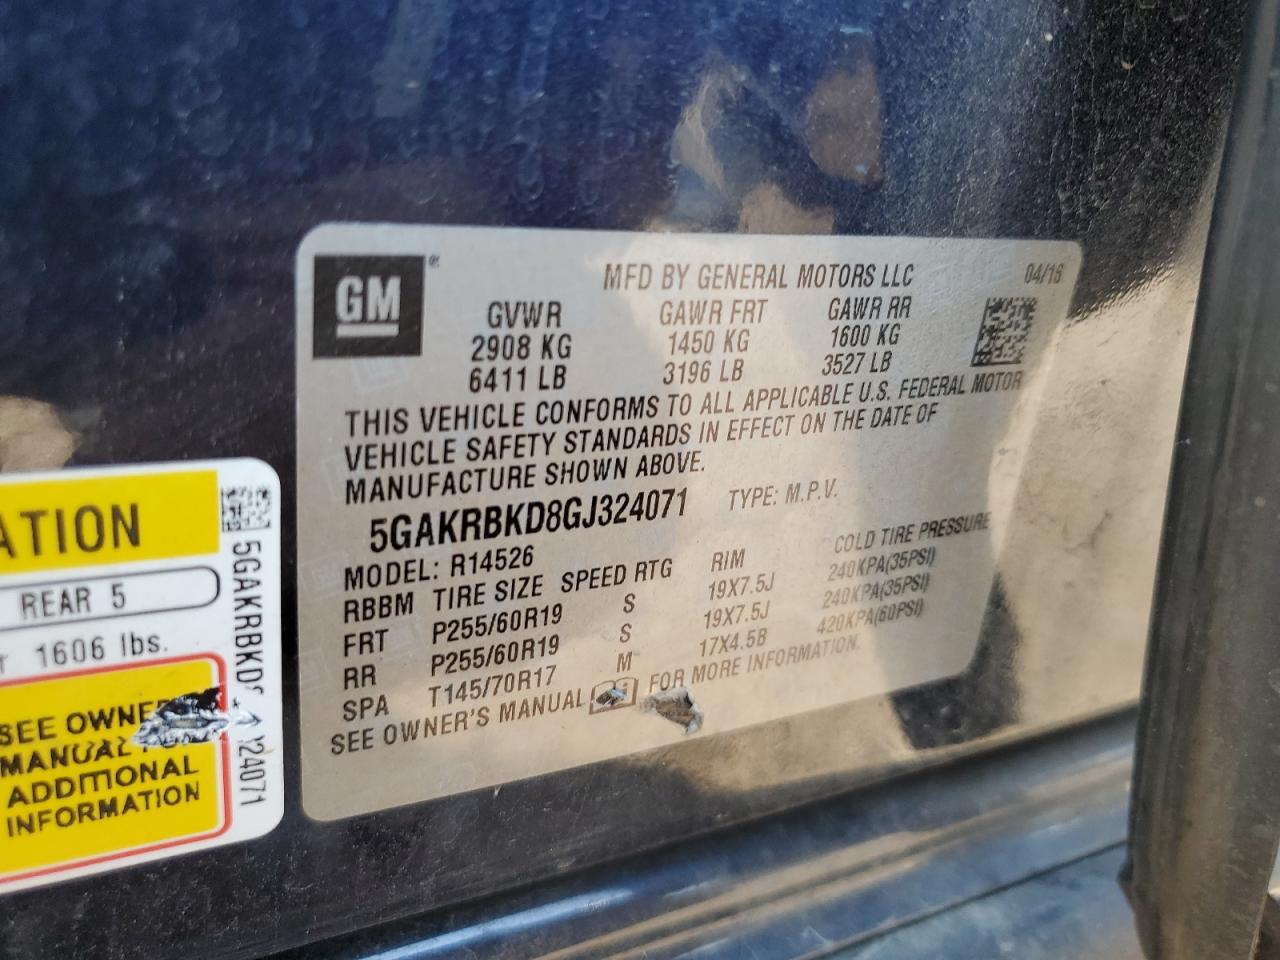 GM ®
MFD BY GENERAL MOTORS LLC 04/16
GVWR GAWR FRT GAWR RR
2908 KG 1450 KG 1600 KG
6411 LB 3196 LB 3527 LB
THIS VEHICLE CONFORMS TO ALL APPLICABLE U.S. FEDERAL MOTOR
VEHICLE SAFETY STANDARDS IN EFFECT ON THE DATE OF
MANUFACTURE SHOWN ABOVE.
5GAKRBKD8GJ324071 TYPE: M.P.V.
MODEL: R14526
RBBM TIRE SIZE SPEED RTG RIM COLD TIRE PRESSURE
FRT P255/60R19 S 19X7.5J 240KPA(35PSI)
RR P255/60R19 S 19X7.5J 240KPA(35PSI)
SPA T145/70R17 M 17X4.5B 420KPA(60PSI)
SEE OWNER'S MANUAL FOR MORE INFORMATION.
ATION
REAR 5
1606 lbs.
SEE OWNER
MANUAL
ADDITIONAL
INFORMATION
5GAKRBKD 324071